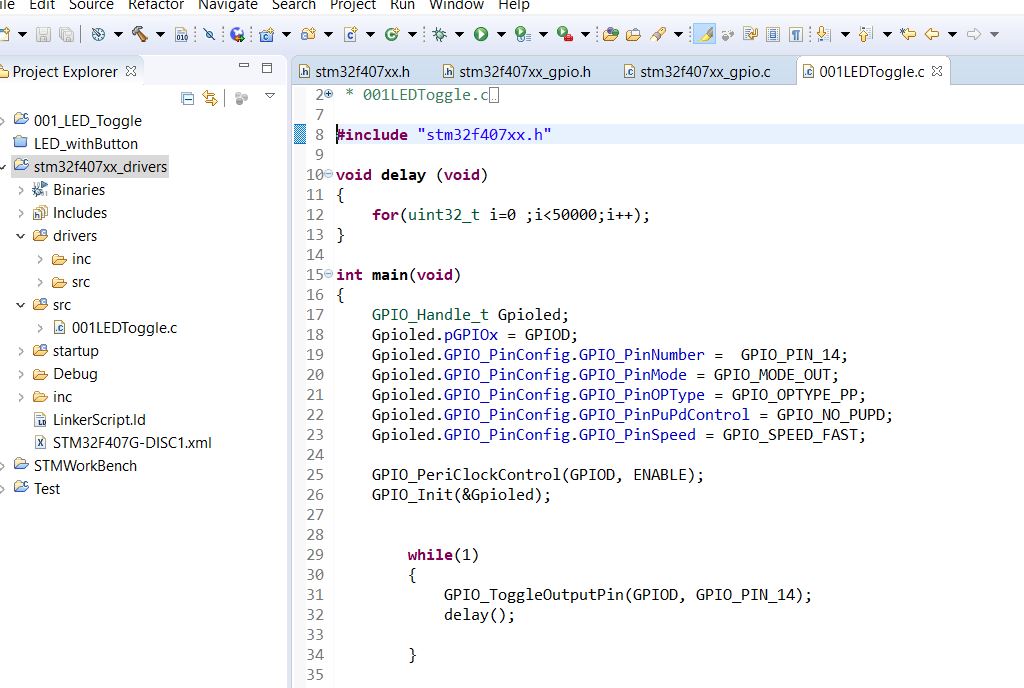 ile Edit Source Refactor Navigate Search Project Run Window Help
010
Project Explorer
stm32f407xx.h stm32f407xx_gpio.h stm32f407xx_gpio.c 001LEDToggle.c
001_LED_Toggle
LED_withButton
stm32f407xx_drivers
Binaries
Includes
drivers
inc
src
src
001LEDToggle.c
startup
Debug
inc
LinkerScript.ld
STM32F407G-DISC1.xml
STMWorkBench
Test
2 * 001LEDToggle.c
7
8 #include "stm32f407xx.h"
9
10 void delay (void)
11 {
12 for(uint32_t i=0 ;i<50000;i++);
13 }
14
15 int main(void)
16 {
17 GPIO_Handle_t Gpioled;
18 Gpioled.pGPIOx = GPIOD;
19 Gpioled.GPIO_PinConfig.GPIO_PinNumber = GPIO_PIN_14;
20 Gpioled.GPIO_PinConfig.GPIO_PinMode = GPIO_MODE_OUT;
21 Gpioled.GPIO_PinConfig.GPIO_PinOPType = GPIO_OPTYPE_PP;
22 Gpioled.GPIO_PinConfig.GPIO_PinPuPdControl = GPIO_NO_PUPD;
23 Gpioled.GPIO_PinConfig.GPIO_PinSpeed = GPIO_SPEED_FAST;
24
25 GPIO_PeriClockControl(GPIOD, ENABLE);
26 GPIO_Init(&Gpioled);
27
28
29 while(1)
30 {
31 GPIO_ToggleOutputPin(GPIOD, GPIO_PIN_14);
32 delay();
33
34 }
35